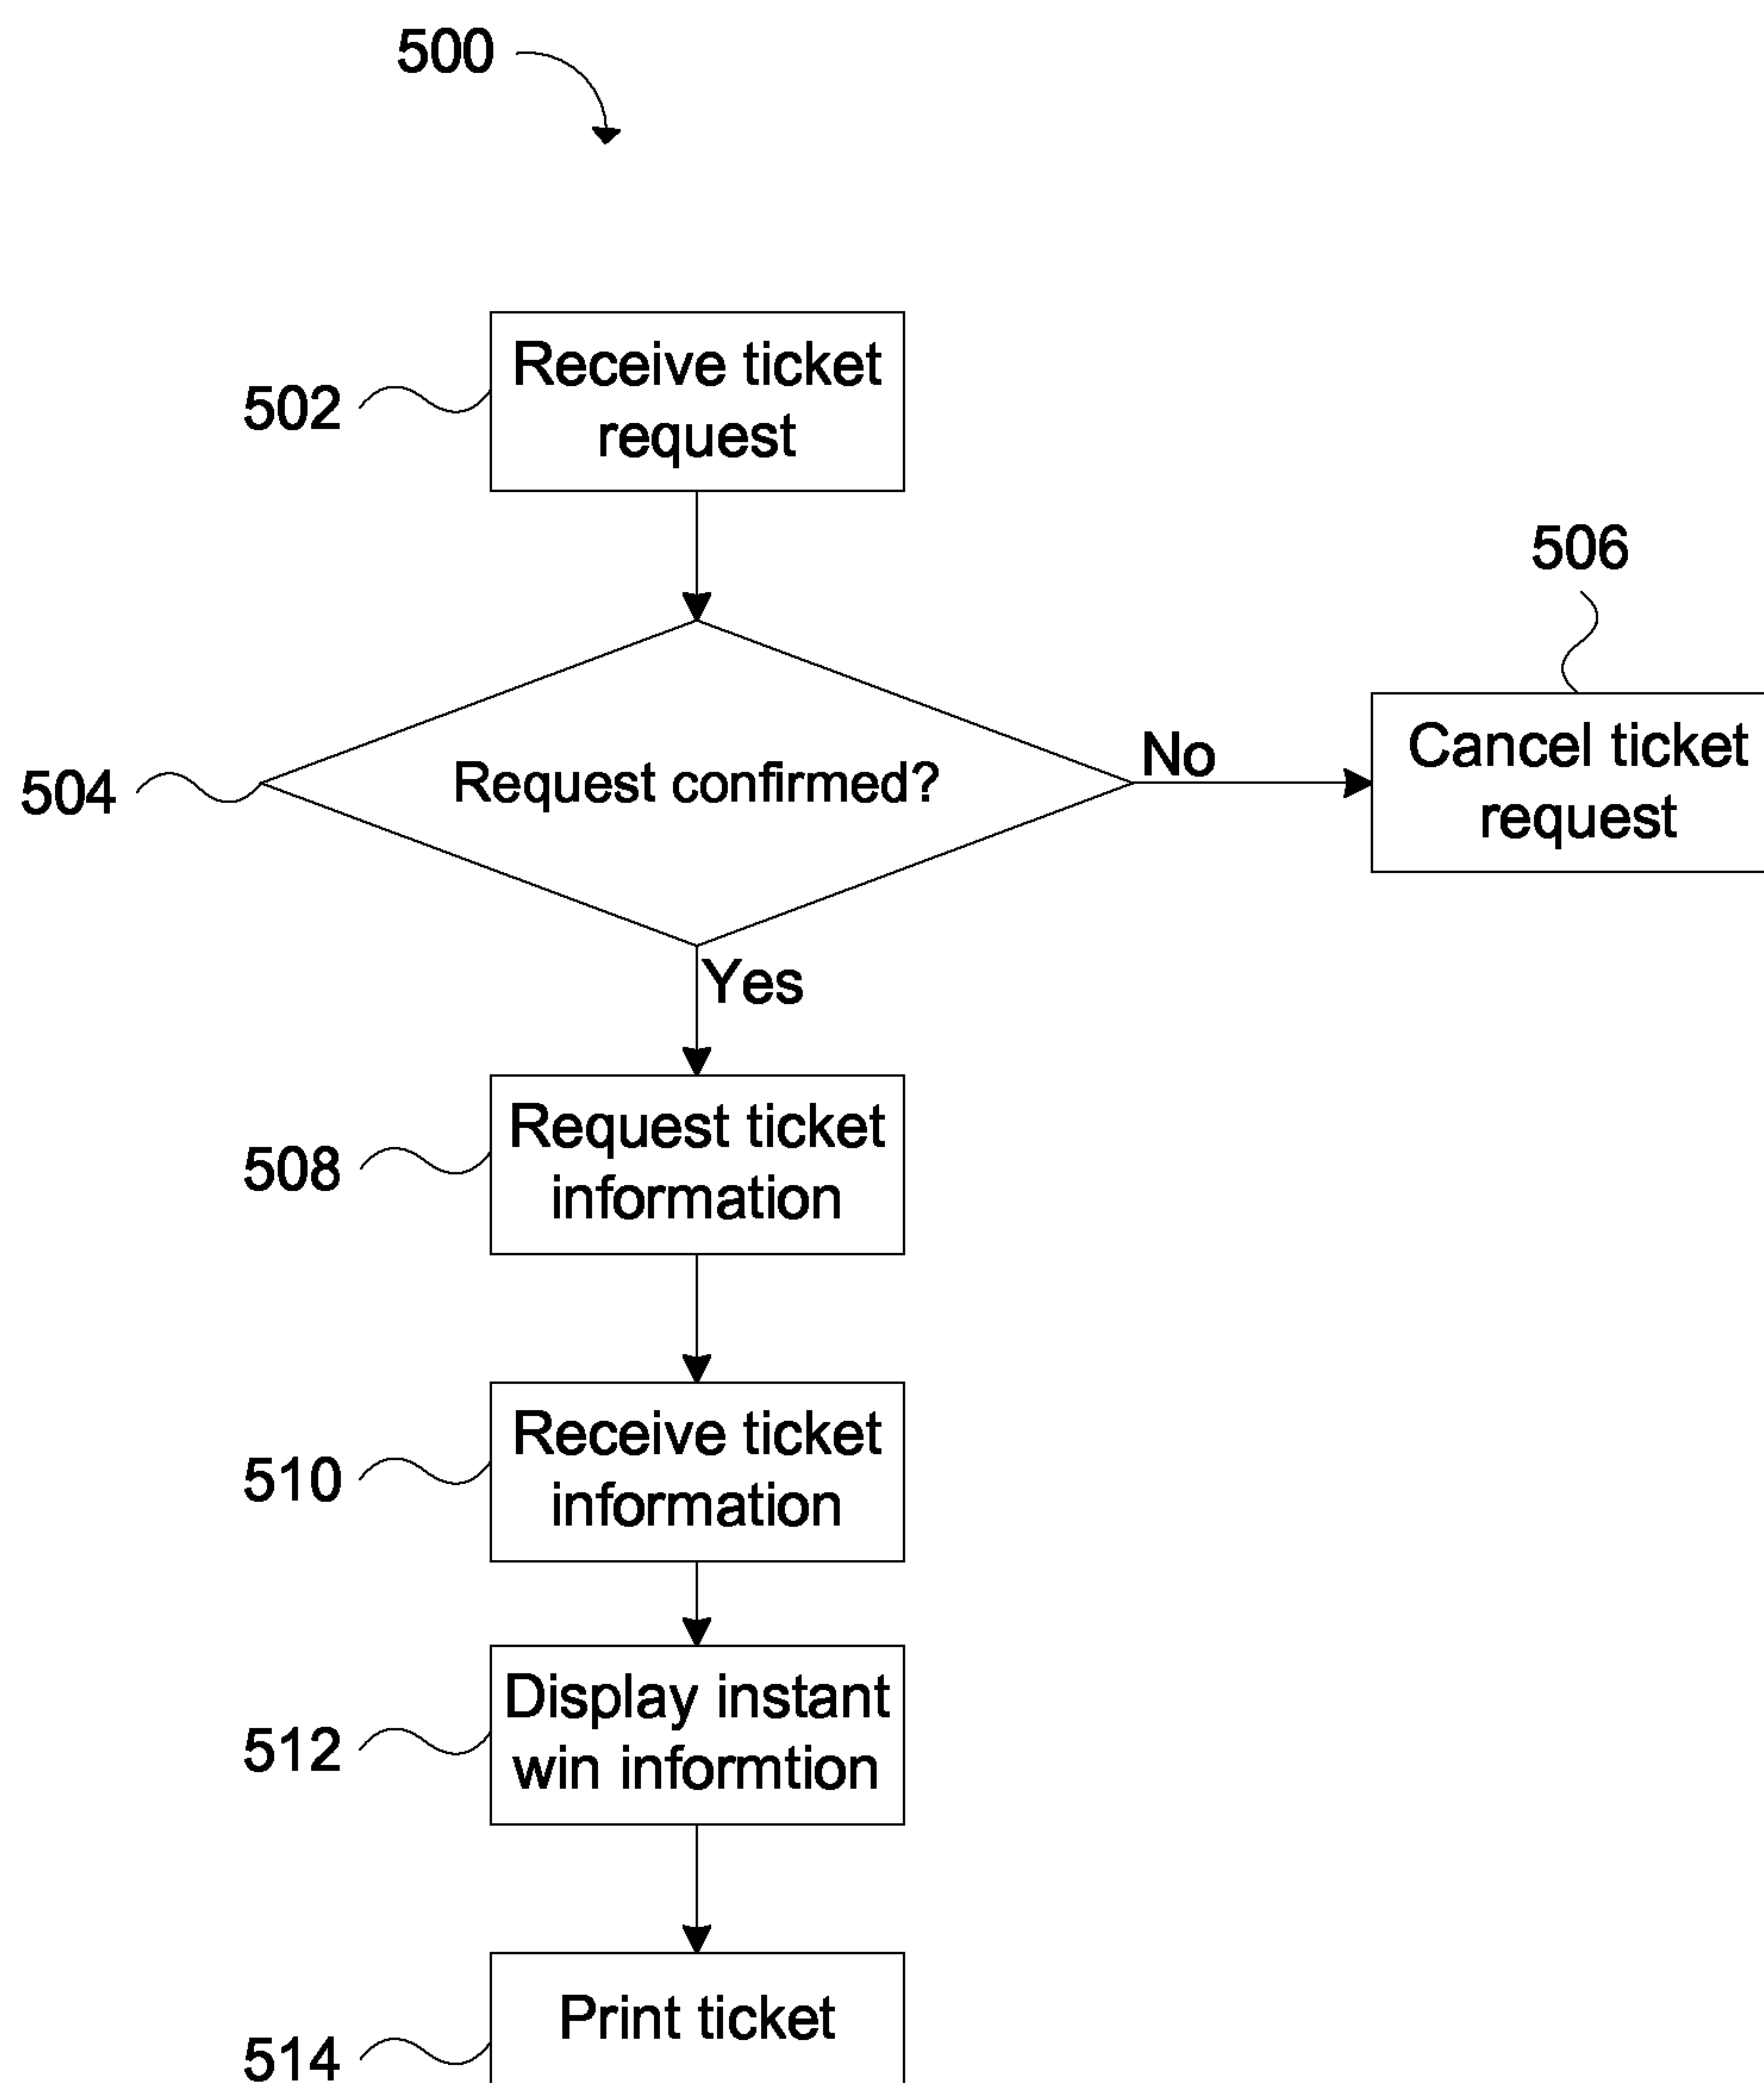 500
Receive ticket
request
502
506
Cancel ticket
request
No
Request confirmed?
504
Yes
Request ticket
information
508
Receive ticket
information
510
Display instant
win informtion
512
Print ticket
514